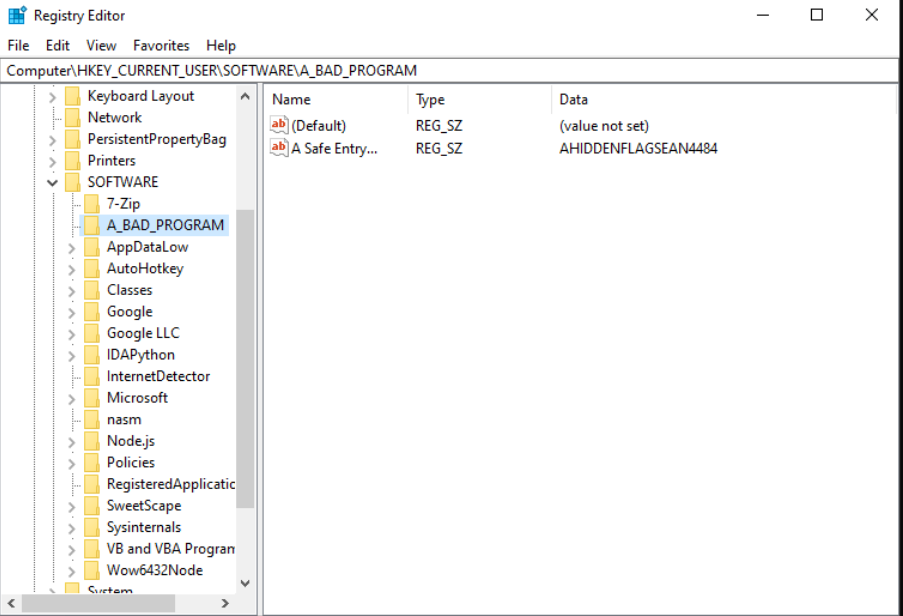 Registry Editor
File Edit View Favorites Help
Computer\HKEY_CURRENT_USER\SOFTWARE\A_BAD_PROGRAM
Keyboard Layout
Network
PersistentPropertyBag
Printers
SOFTWARE
7-Zip
A_BAD_PROGRAM
AppDataLow
AutoHotkey
Classes
Google
Google LLC
IDAPython
InternetDetector
Microsoft
nasm
Node.js
Policies
RegisteredApplicatic
SweetScape
Sysinternals
VB and VBA Program
Wow6432Node
System
Name Type Data
ab (Default) REG_SZ (value not set)
ab A Safe Entry... REG_SZ AHIDDENFLAGSEAN4484